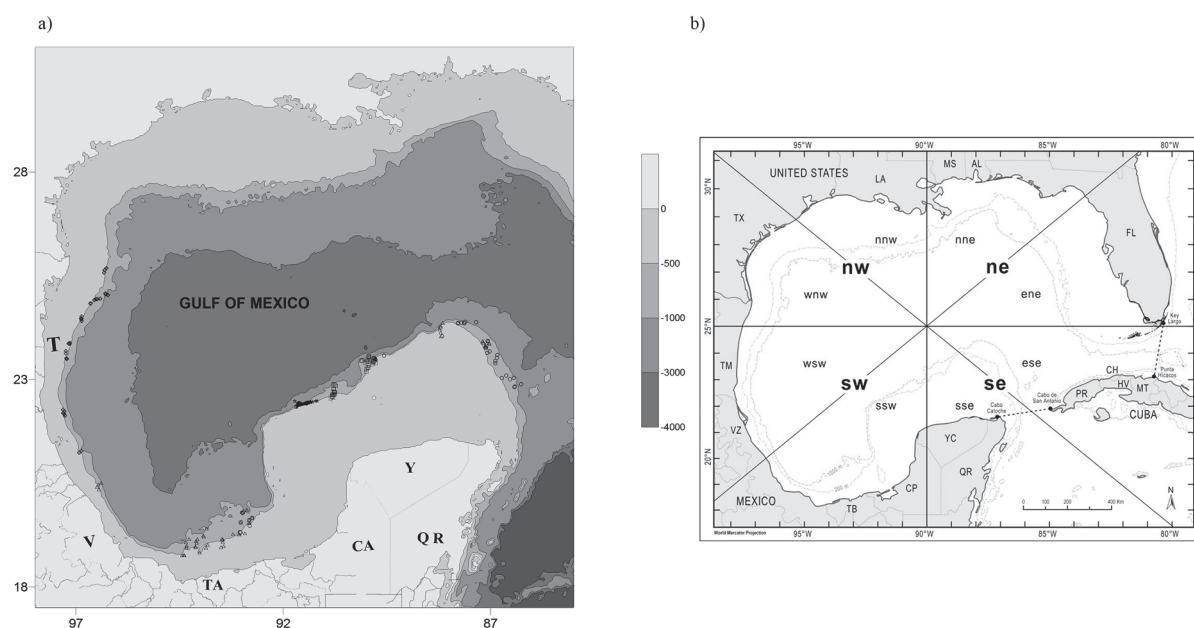 a)
28
23
18
97
92
87
GULF OF MEXICO
T
V
TA
CA
Y
Q R
0
-500
-1000
-3000
-4000
b)
95°W
90°W
85°W
80°W
30°N
25°N
20°N
UNITED STATES
TX
LA
MS
AL
FL
nnw
nne
nw
ne
wnw
ene
Key
Largo
wsw
ese
sw
se
ssw
sse
TM
VZ
MEXICO
TB
CP
YC
QR
Cabo
Catoche
Cabo de
San Antonio
Punta
Hicacos
CH
HV
MT
PR
CUBA
1000 m
200 m
0 100 200 400 Km
N
95°W
90°W
85°W
80°W
World Mercator Projection